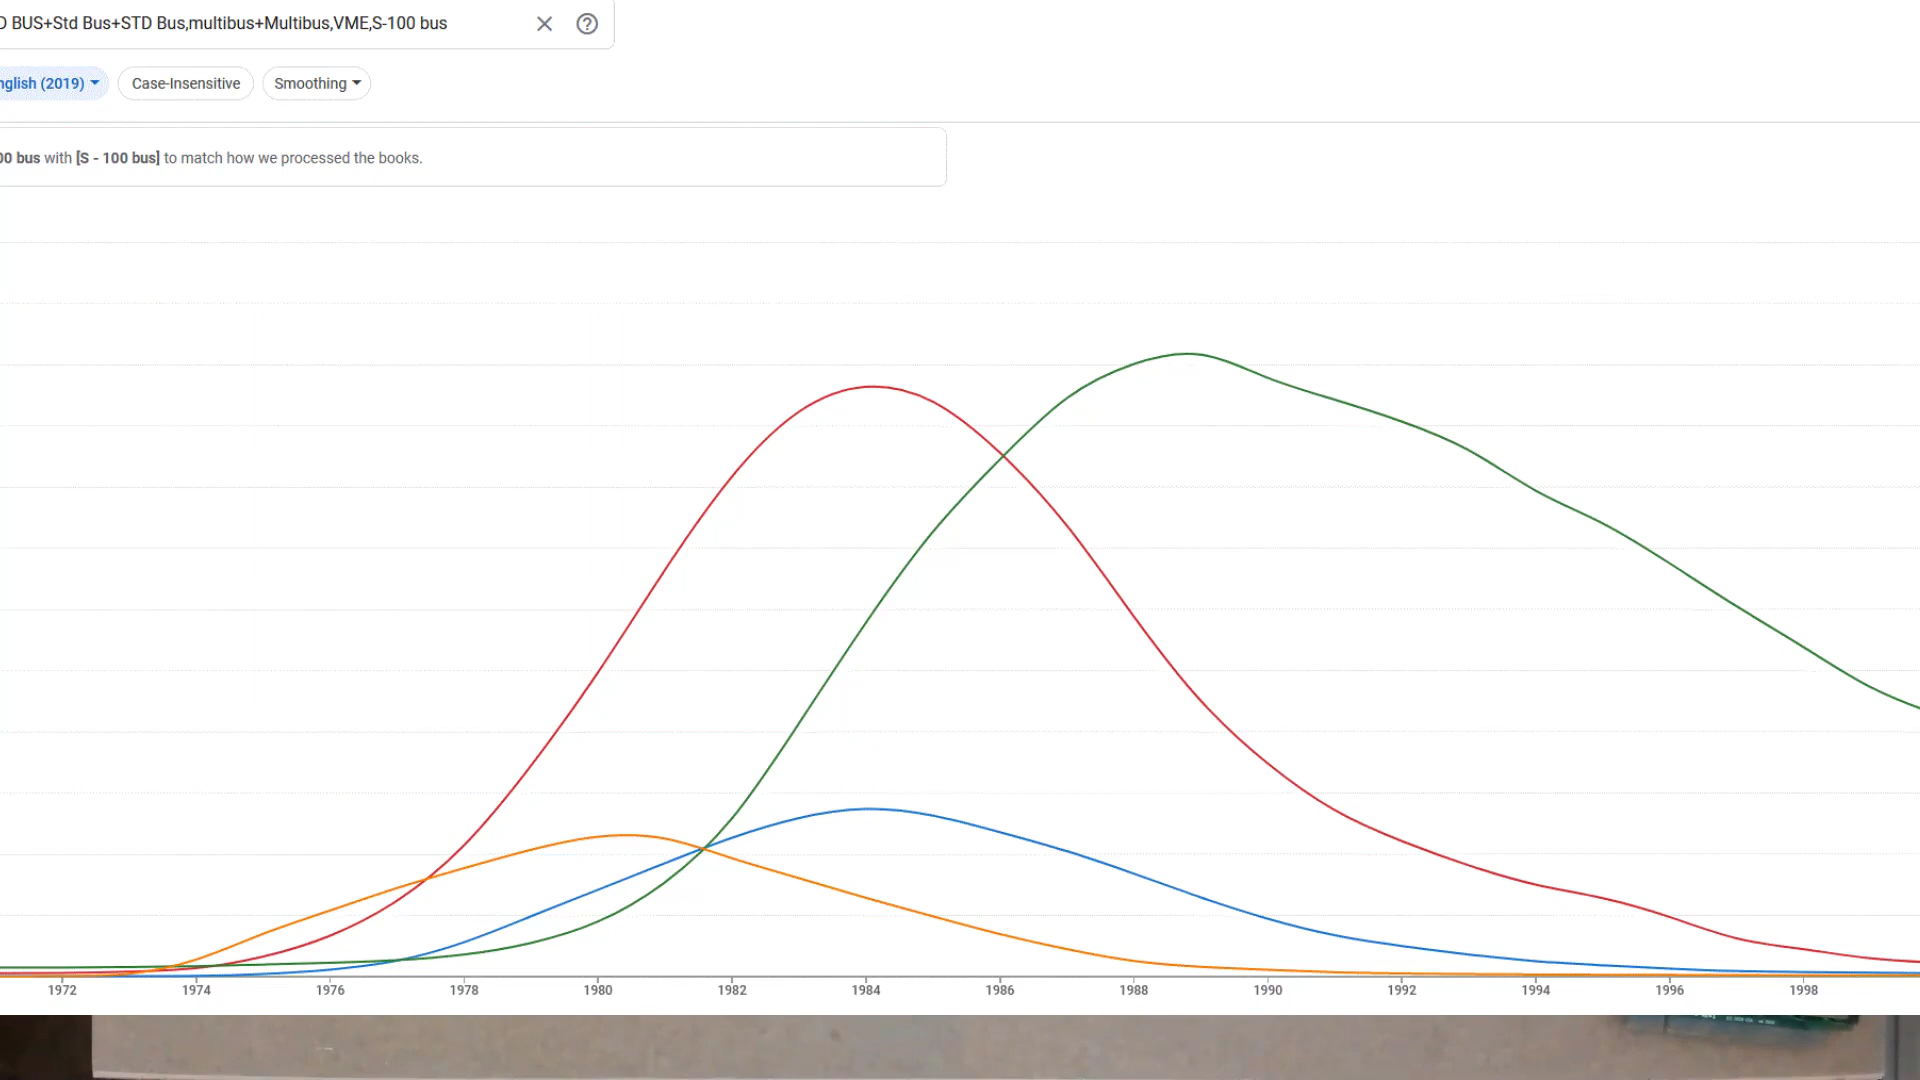 D BUS+Std Bus+STD Bus,multibus+Multibus,VME,S-100 bus
nglish (2019) Case-Insensitive Smoothing
00 bus with [S - 100 bus] to match how we processed the books.
1972 1974 1976 1978 1980 1982 1984 1986 1988 1990 1992 1994 1996 1998